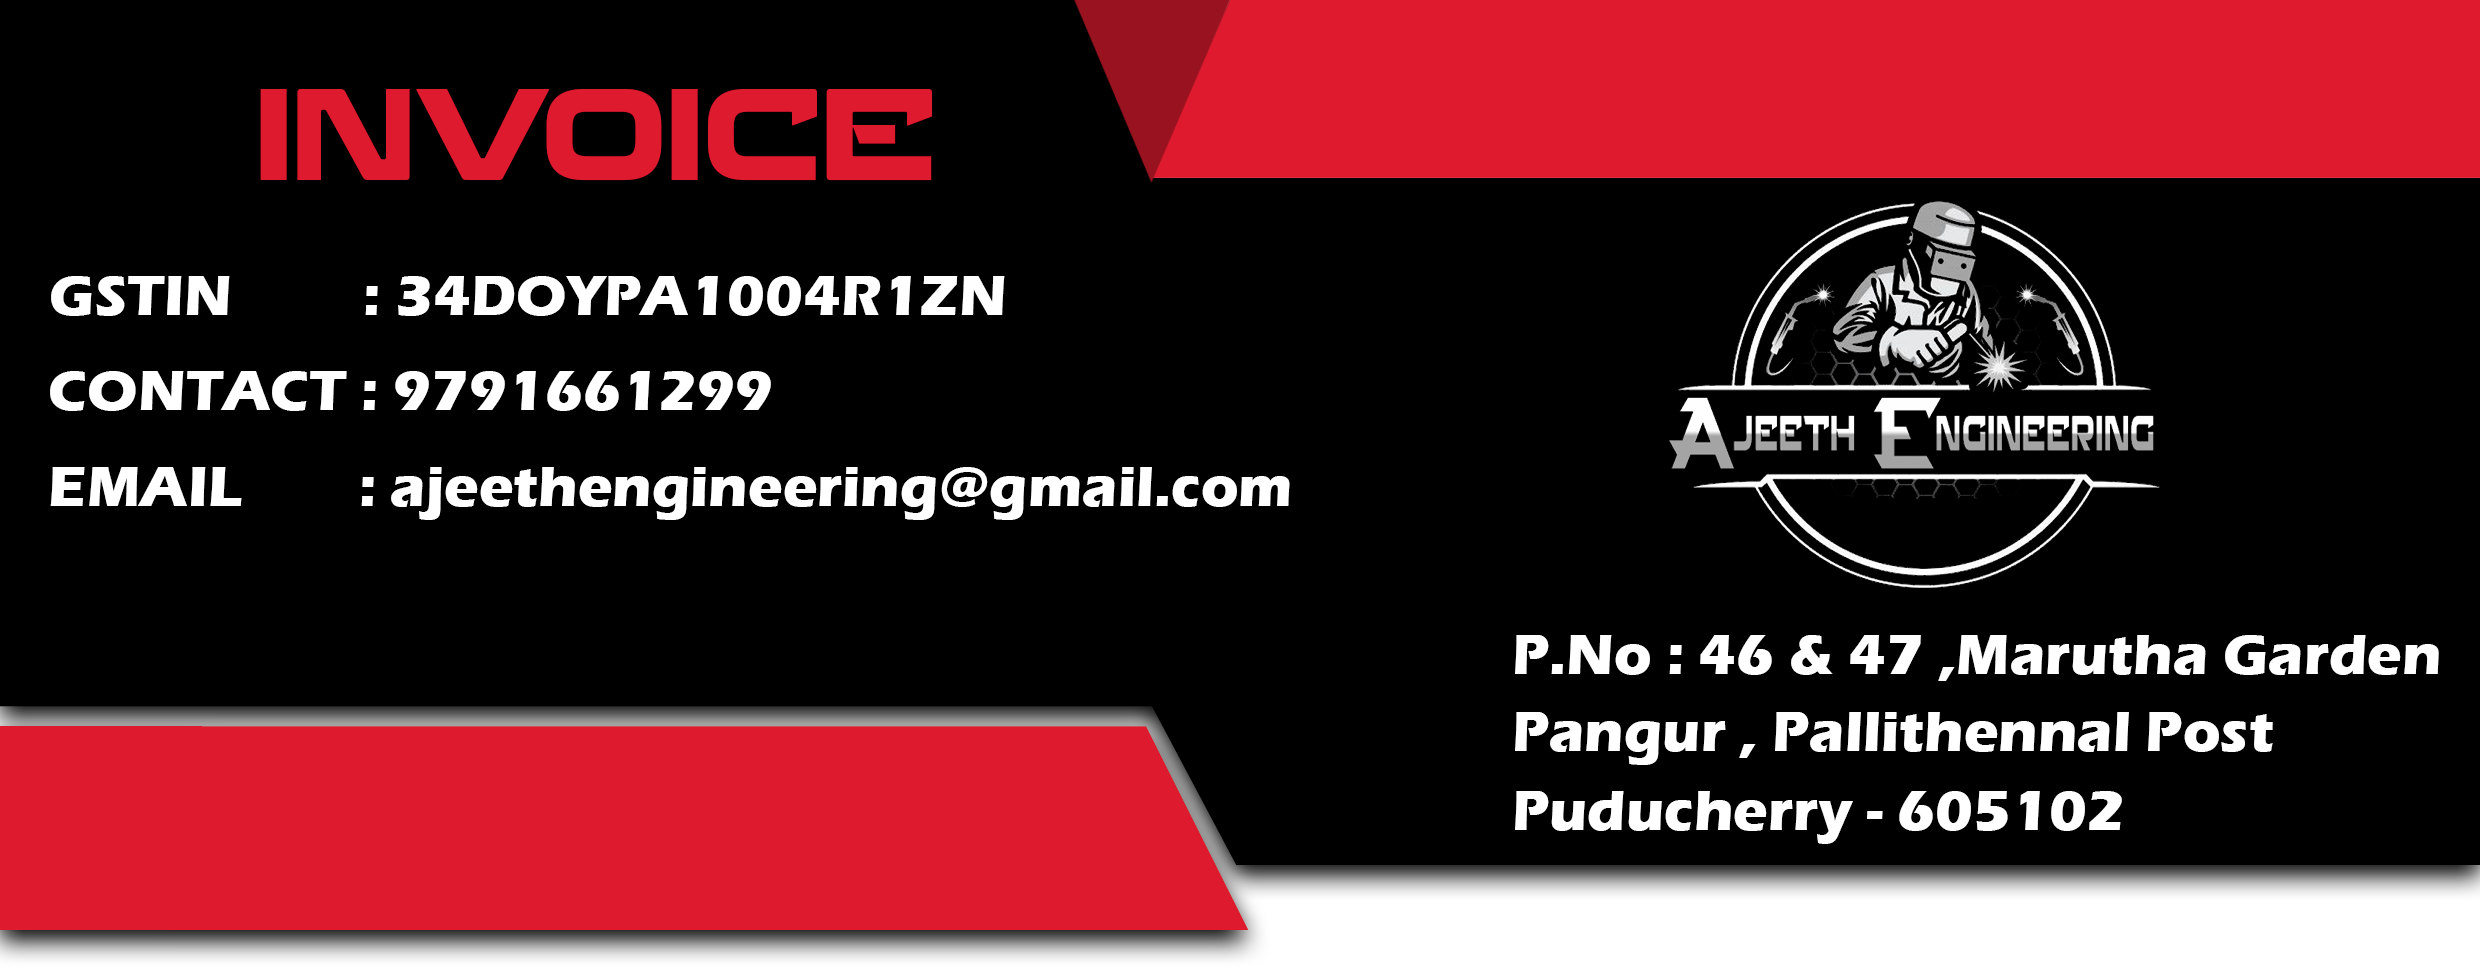 INVOICE
GSTIN : 34DOYPA1004R1ZN
CONTACT : 9791661299
EMAIL : ajeethengineering@gmail.com
AJEETH ENGINEERING
P.No : 46 & 47 ,Marutha Garden
Pangur , Pallithennal Post
Puducherry - 605102